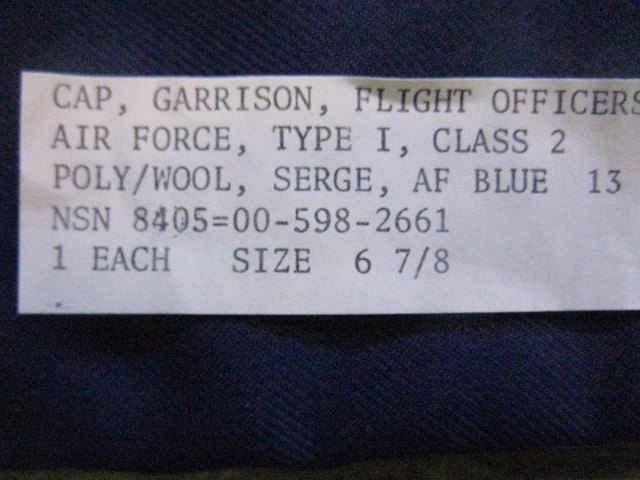 CAP, GARRISON, FLIGHT OFFICERS
AIR FORCE, TYPE I, CLASS 2
POLY/WOOL, SERGE, AF BLUE 13
NSN 8405=00-598-2661
1 EACH SIZE 6 7/8